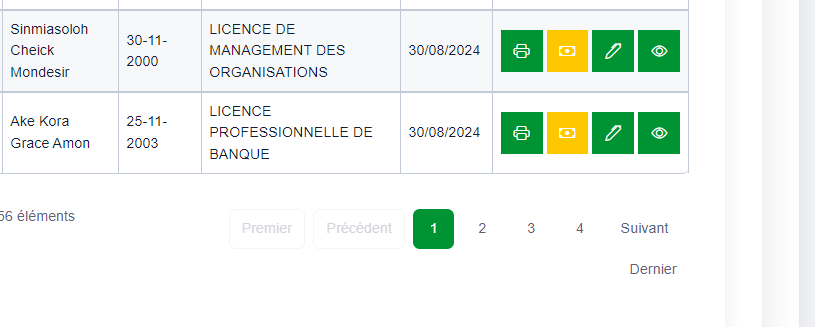 Sinmiasoloh
Cheick
Mondesir
30-11-
2000
LICENCE DE
MANAGEMENT DES
ORGANISATIONS
30/08/2024
Ake Kora
Grace Amon
25-11-
2003
LICENCE
PROFESSIONNELLE DE
BANQUE
30/08/2024
56 éléments
Premier Précédent 1 2 3 4 Suivant
Dernier